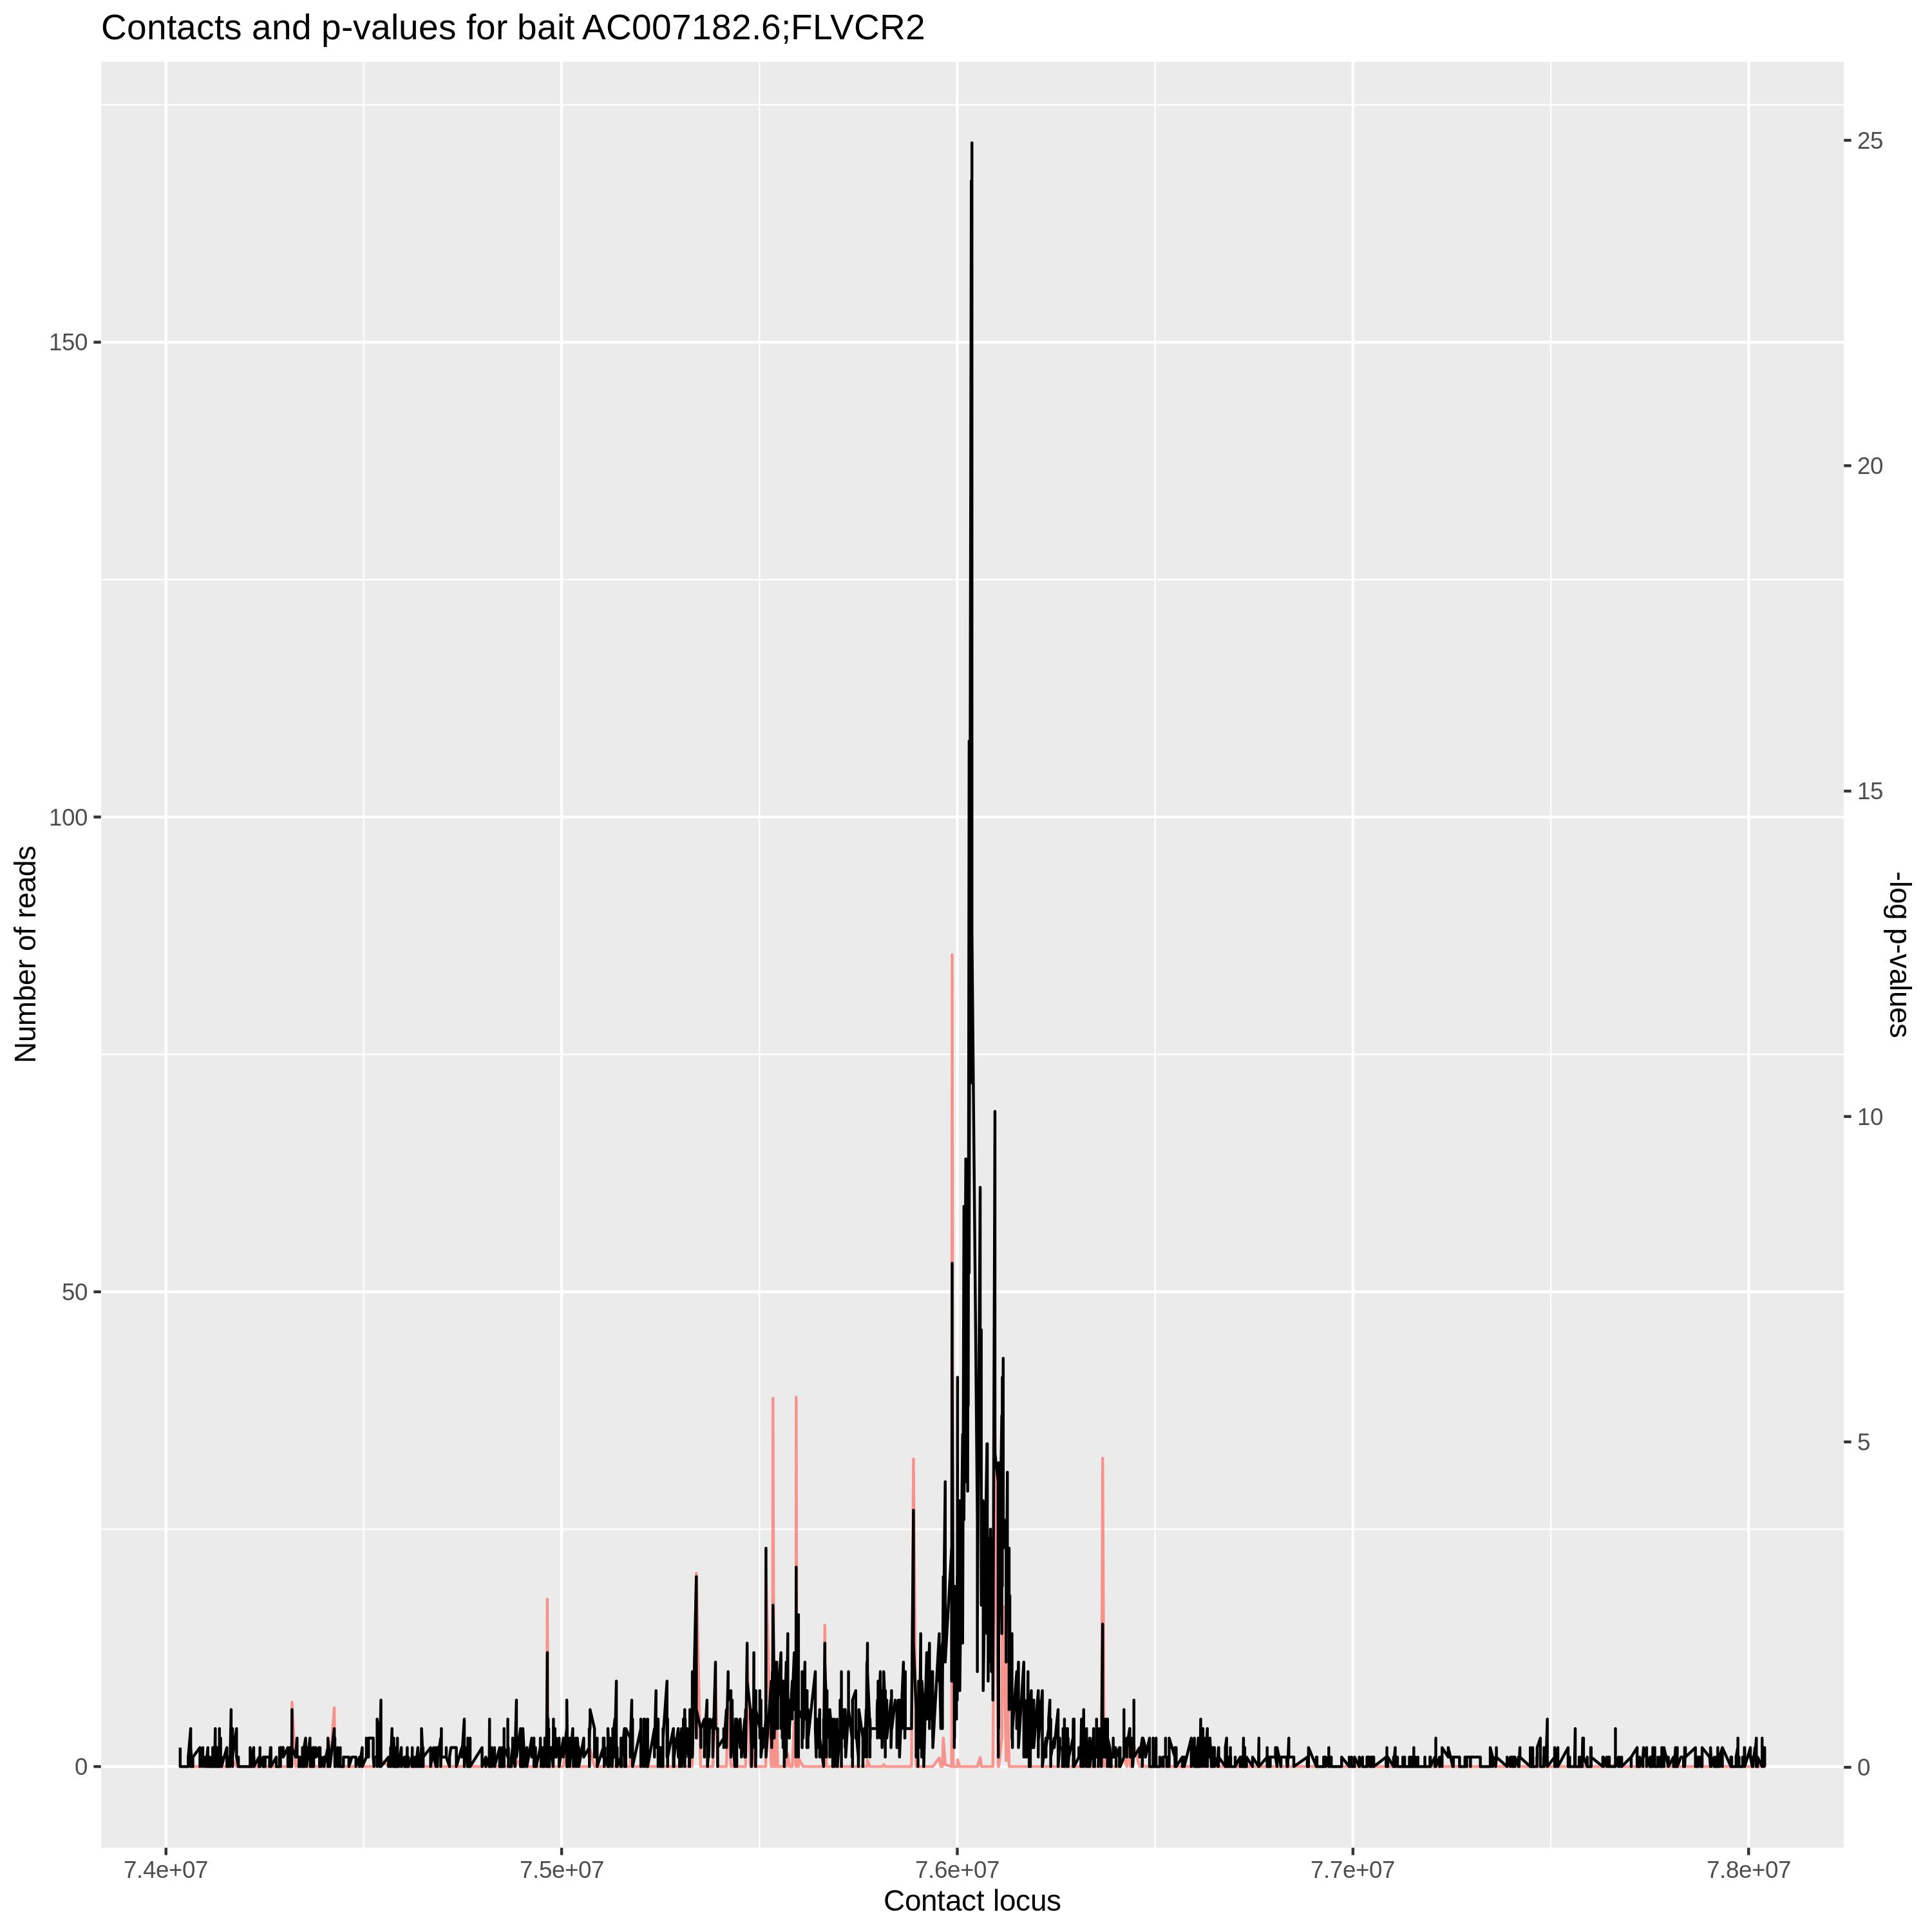 Contacts and p-values for bait AC007182.6;FLVCR2
Number of reads
150
100
50
0
25
20
15
10
5
0
-log p-values
7.4e+07
7.5e+07
7.6e+07
7.7e+07
7.8e+07
Contact locus